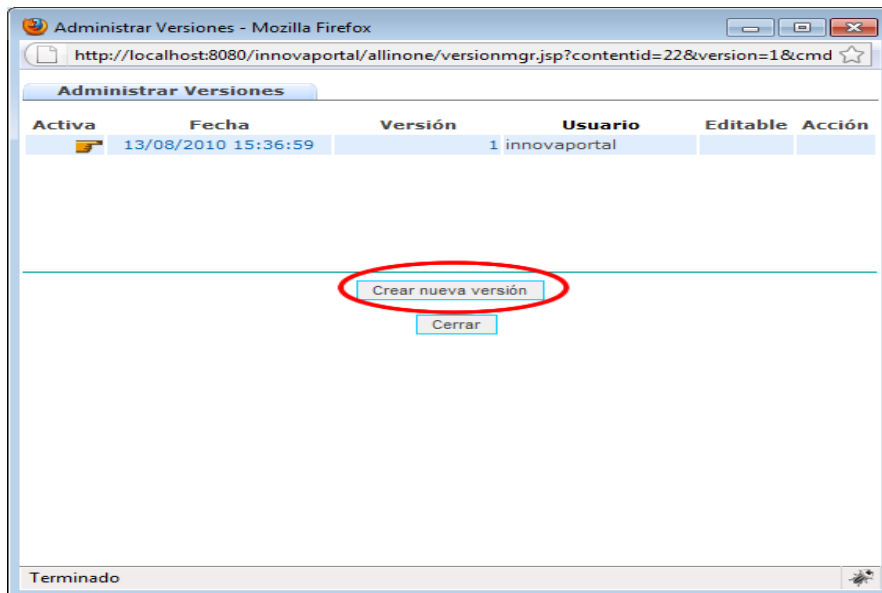 Administrar Versiones - Mozilla Firefox
http://localhost:8080/innovaportal/allinone/versionmgr.jsp?contentid=22&version=1&cmd
Administrar Versiones
Activa Fecha Versión Usuario Editable Acción
13/08/2010 15:36:59 1 innovaportal
Crear nueva versión
Cerrar
Terminado